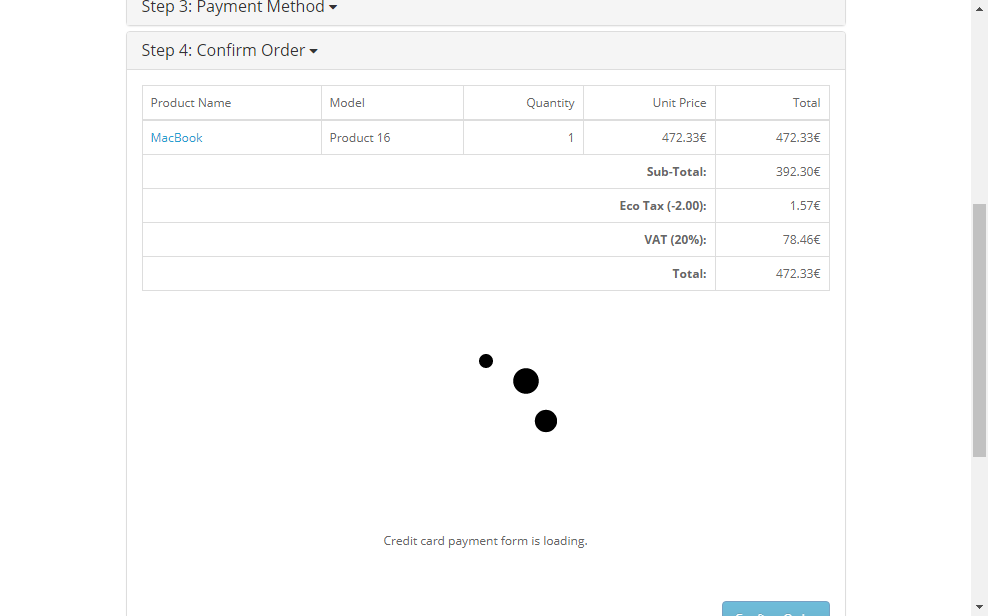 Step 3: Payment Method
Step 4: Confirm Order
Product Name Model Quantity Unit Price Total
MacBook Product 16 1 472.33€ 472.33€
Sub-Total: 392.30€
Eco Tax (-2.00): 1.57€
VAT (20%): 78.46€
Total: 472.33€
Credit card payment form is loading.